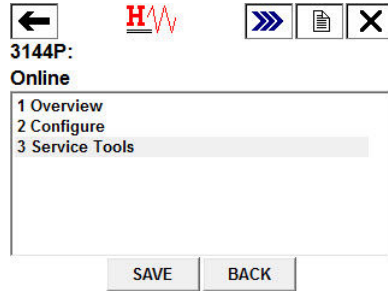 H
3144P:
Online
1 Overview
2 Configure
3 Service Tools
SAVE BACK